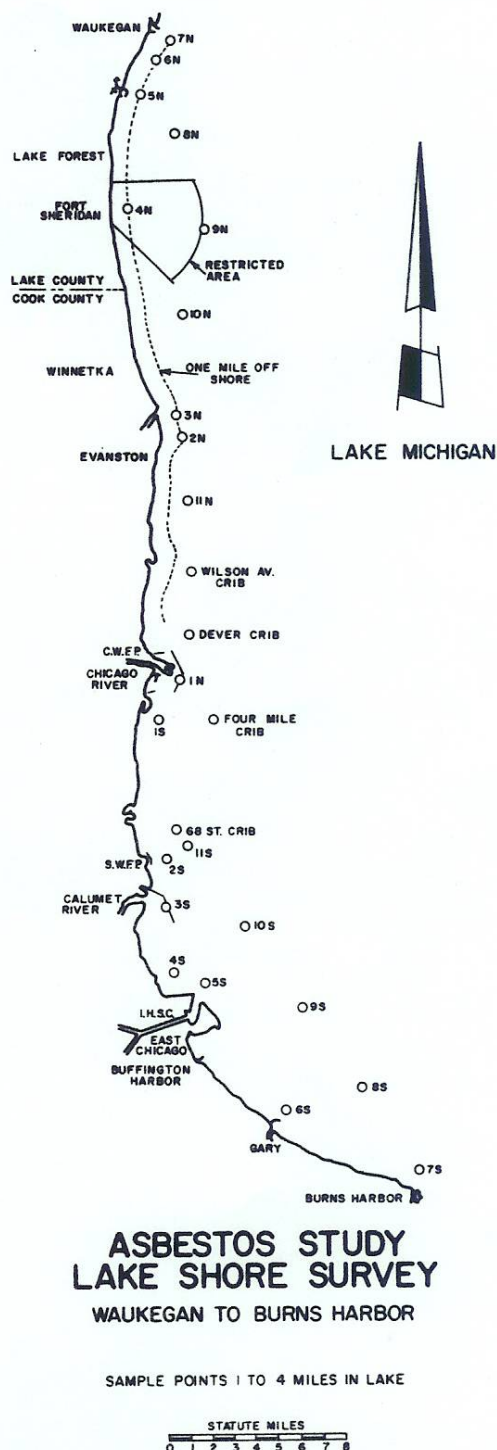 WAUKEGAN
7N
6N
5N
8N
LAKE FOREST
FORT
SHERIDAN
4N
9N
RESTRICTED
AREA
LAKE COUNTY
COOK COUNTY
10N
WINNETKA
ONE MILE OFF
SHORE
3N
2N
EVANSTON
LAKE MICHIGAN
11N
WILSON AV.
CRIB
DEVER CRIB
C.W.F.P.
CHICAGO
RIVER
1N
1S
FOUR MILE
CRIB
68 ST. CRIB
11S
S.W.F.P.
2S
CALUMET
RIVER
3S
10S
4S
5S
9S
I.H.S.C.
EAST
CHICAGO
BUFFINGTON
HARBOR
8S
6S
GARY
7S
BURNS HARBOR
ASBESTOS STUDY
LAKE SHORE SURVEY
WAUKEGAN TO BURNS HARBOR
SAMPLE POINTS 1 TO 4 MILES IN LAKE
STATUTE MILES
0 1 2 3 4 5 6 7 8